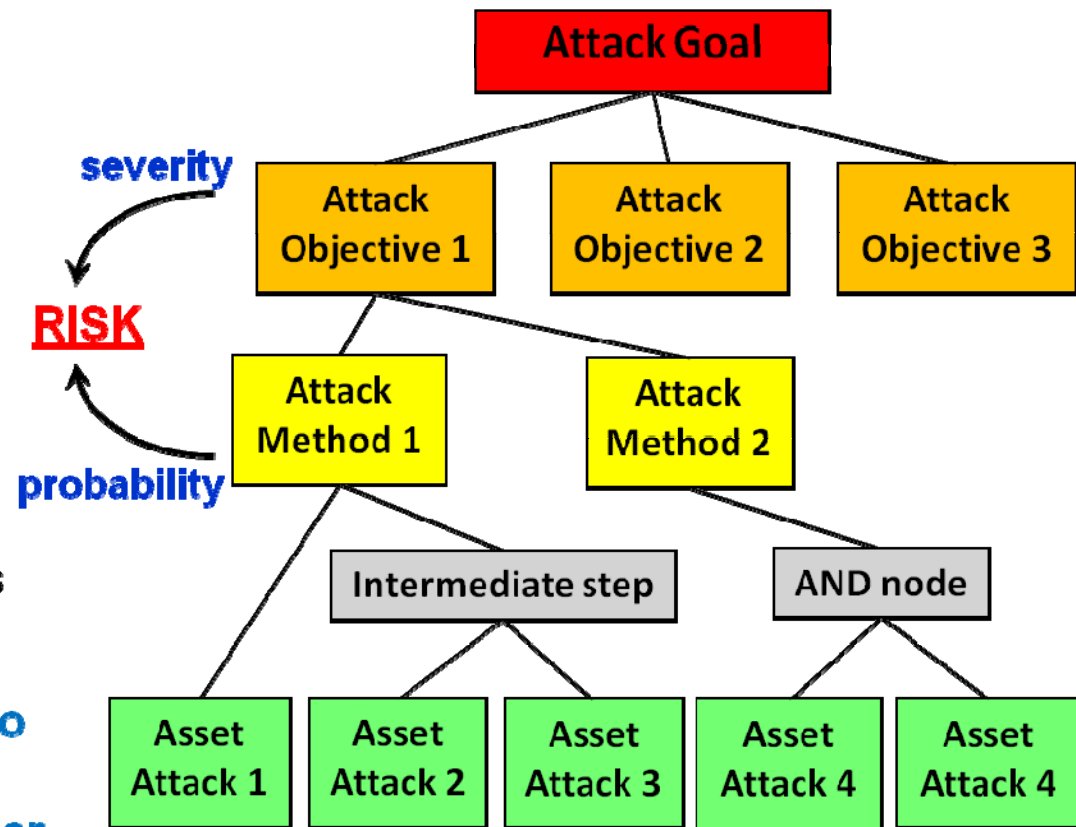 Attack Goal
severity
Attack
Objective 1
Attack
Objective 2
Attack
Objective 3
RISK
Attack
Method 1
Attack
Method 2
probability
Intermediate step
AND node
s
o
Asset
Attack 1
Asset
Attack 2
Asset
Attack 3
Asset
Attack 4
Asset
Attack 4